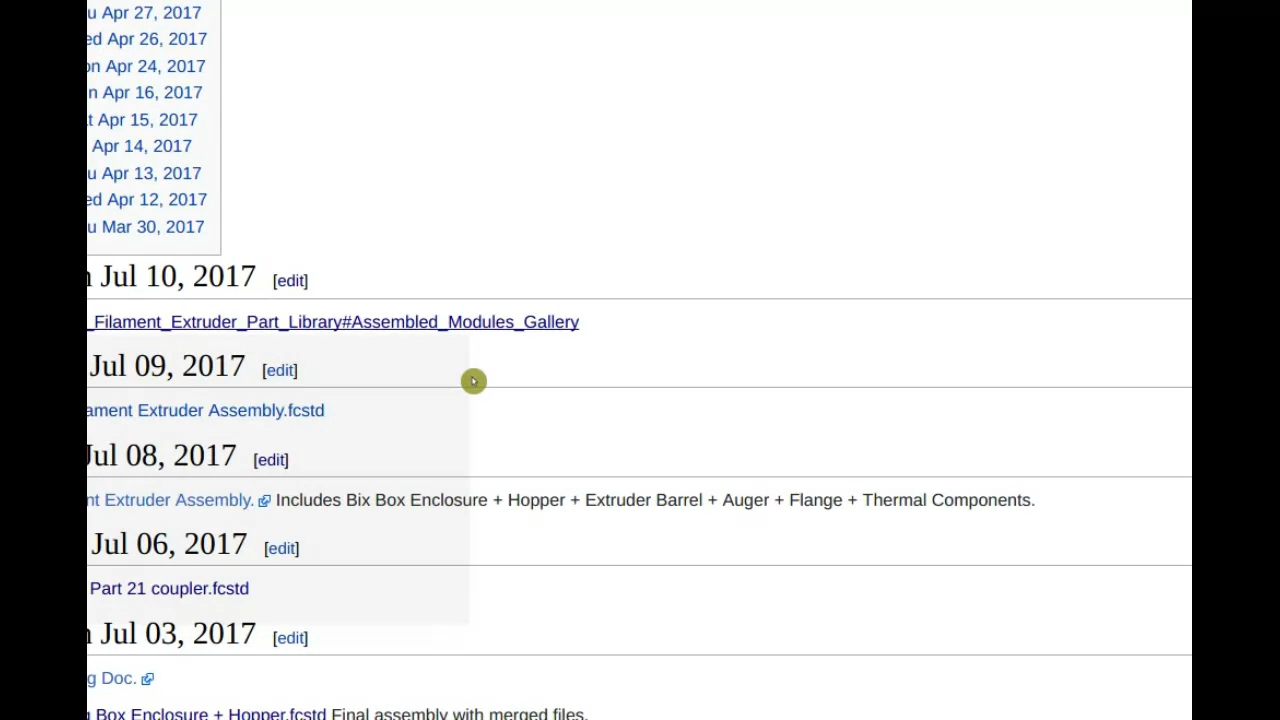 u Apr 27, 2017
ed Apr 26, 2017
on Apr 24, 2017
n Apr 16, 2017
t Apr 15, 2017
Apr 14, 2017
u Apr 13, 2017
ed Apr 12, 2017
u Mar 30, 2017
n Jul 10, 2017 [edit]
_Filament_Extruder_Part_Library#Assembled_Modules_Gallery
Jul 09, 2017 [edit]
ament Extruder Assembly.fcstd
Jul 08, 2017 [edit]
nt Extruder Assembly. Includes Bix Box Enclosure + Hopper + Extruder Barrel + Auger + Flange + Thermal Components.
Jul 06, 2017 [edit]
Part 21 coupler.fcstd
n Jul 03, 2017 [edit]
g Doc.
g Box Enclosure + Hopper.fcstd Final assembly with merged files.